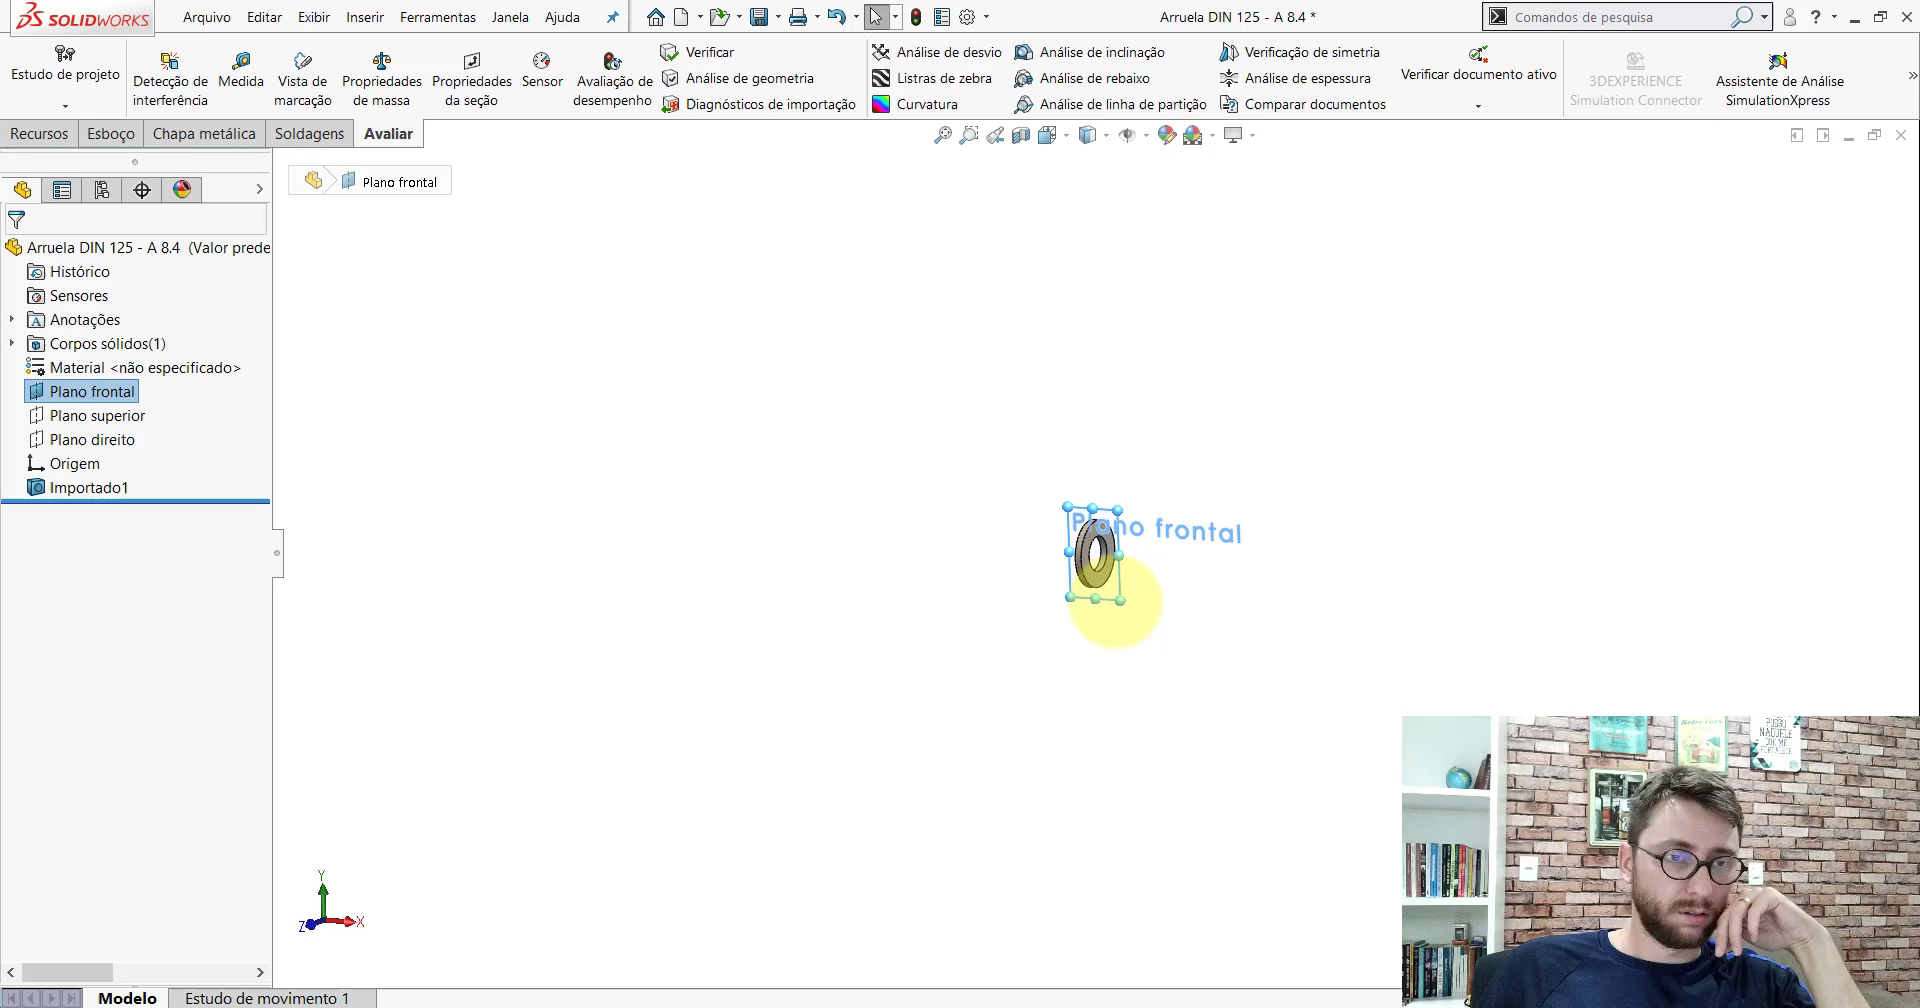 SOLIDWORKS
Arquivo Editar Exibir Inserir Ferramentas Janela Ajuda
Arruela DIN 125 - A 8.4 *
Comandos de pesquisa
?
Estudo de projeto
Detecção de interferência
Medida
Vista de marcação
Propriedades de massa
Propriedades da seção
Sensor
Avaliação de desempenho
Verificar
Análise de geometria
Diagnósticos de importação
Análise de desvio
Listras de zebra
Curvatura
Análise de inclinação
Análise de rebaixo
Análise de linha de partição
Verificação de simetria
Análise de espessura
Comparar documentos
Verificar documento ativo
3DEXPERIENCE
Simulation Connector
Assistente de Análise
SimulationXpress
Recursos Esboço Chapa metálica Soldagens Avaliar
Plano frontal
Arruela DIN 125 - A 8.4 (Valor prede
Histórico
Sensores
Anotações
Corpos sólidos(1)
Material <não especificado>
Plano frontal
Plano superior
Plano direito
Origem
Importado1
Plano frontal
Y
Z
X
PUDÃO
NAQUELE
QUE ME
FORTALECE
Modelo Estudo de movimento 1